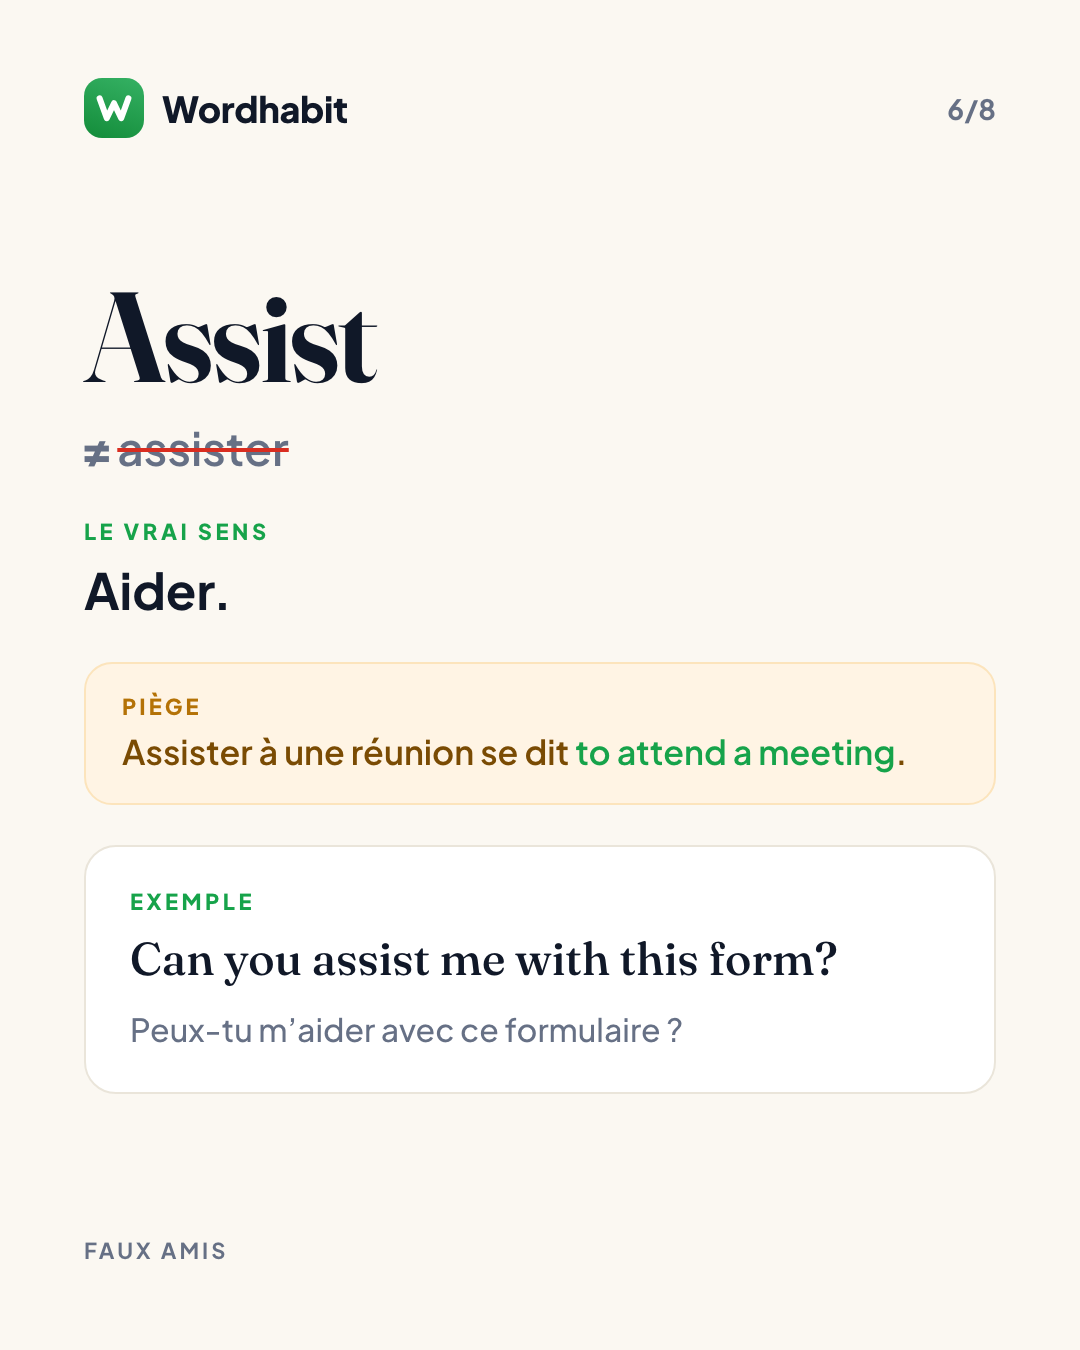 Wordhabit
6/8
Assist
≠ assister
LE VRAI SENS
Aider.
PIÈGE
Assister à une réunion se dit to attend a meeting.
EXEMPLE
Can you assist me with this form?
Peux-tu m’aider avec ce formulaire ?
FAUX AMIS